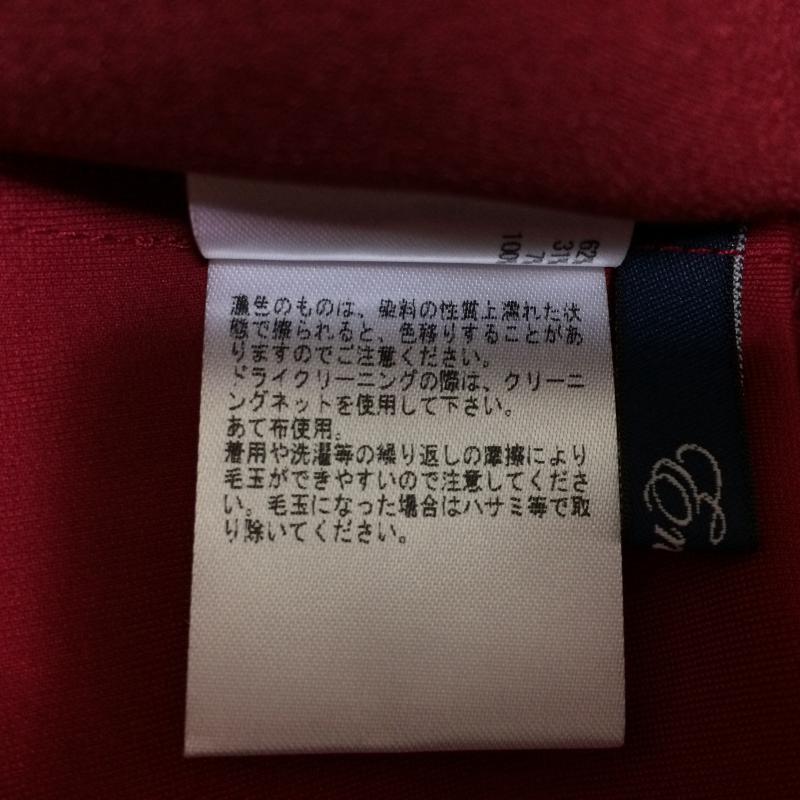 62
31
7
100
濃色のものは、染料の性質上濡れた状
態で擦られると、色移りすることがあ
りますのでご注意ください。
ドライクリーニングの際は、クリーニ
ングネットを使用して下さい。
あて布使用。
着用や洗濯等の繰り返しの摩擦により
毛玉ができやすいので注意してくださ
い。毛玉になった場合はハサミ等で取
り除いてください。